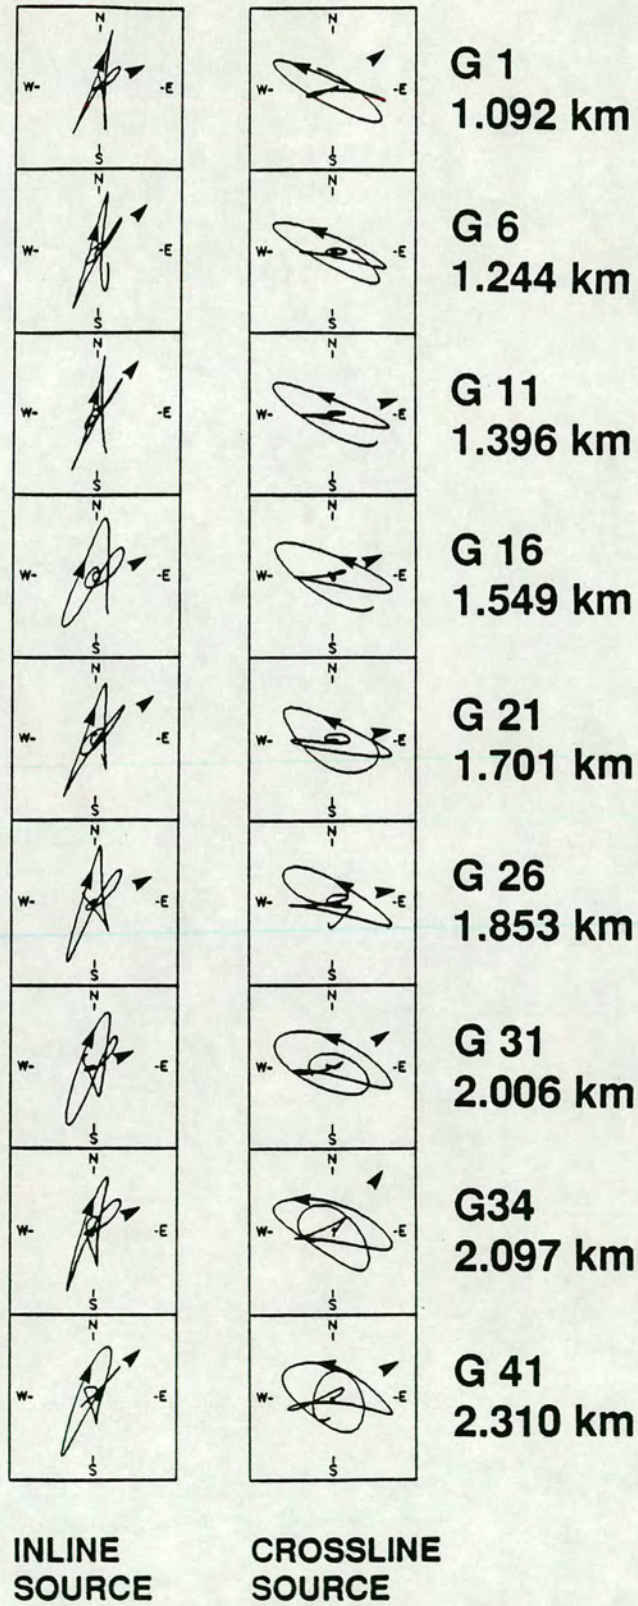 N
W- -E
S
N
W- -E
S
G 1
1.092 km
N
W- -E
S
N
W- -E
S
G 6
1.244 km
N
W- -E
S
N
W- -E
S
G 11
1.396 km
N
W- -E
S
N
W- -E
S
G 16
1.549 km
N
W- -E
S
N
W- -E
S
G 21
1.701 km
N
W- -E
S
N
W- -E
S
G 26
1.853 km
N
W- -E
S
N
W- -E
S
G 31
2.006 km
N
W- -E
S
N
W- -E
S
G34
2.097 km
N
W- -E
S
N
W- -E
S
G 41
2.310 km
INLINE
SOURCE
CROSSLINE
SOURCE